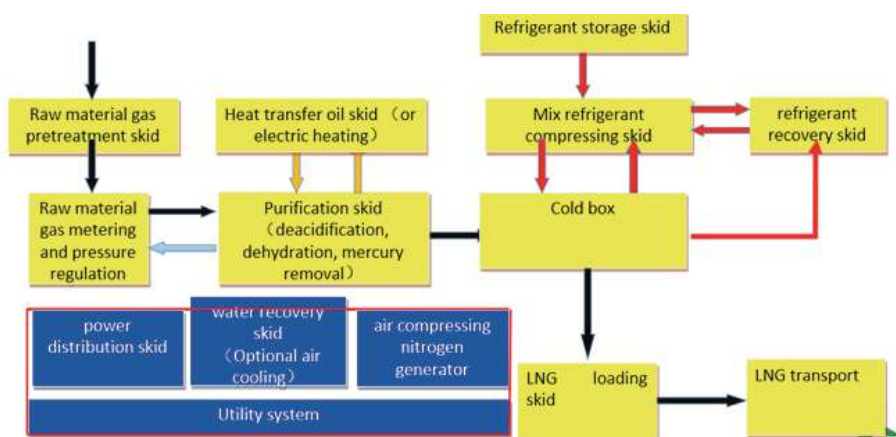 Refrigerant storage skid
Raw material gas
pretreatment skid
Heat transfer oil skid （or
electric heating）
Mix refrigerant
compressing skid
refrigerant
recovery skid
Raw material
gas metering
and pressure
regulation
Purification skid
（deacidification,
dehydration, mercury
removal）
Cold box
power
distribution skid
water recovery
skid
（Optional air
cooling）
air compressing
nitrogen
generator
LNG loading
skid
LNG transport
Utility system